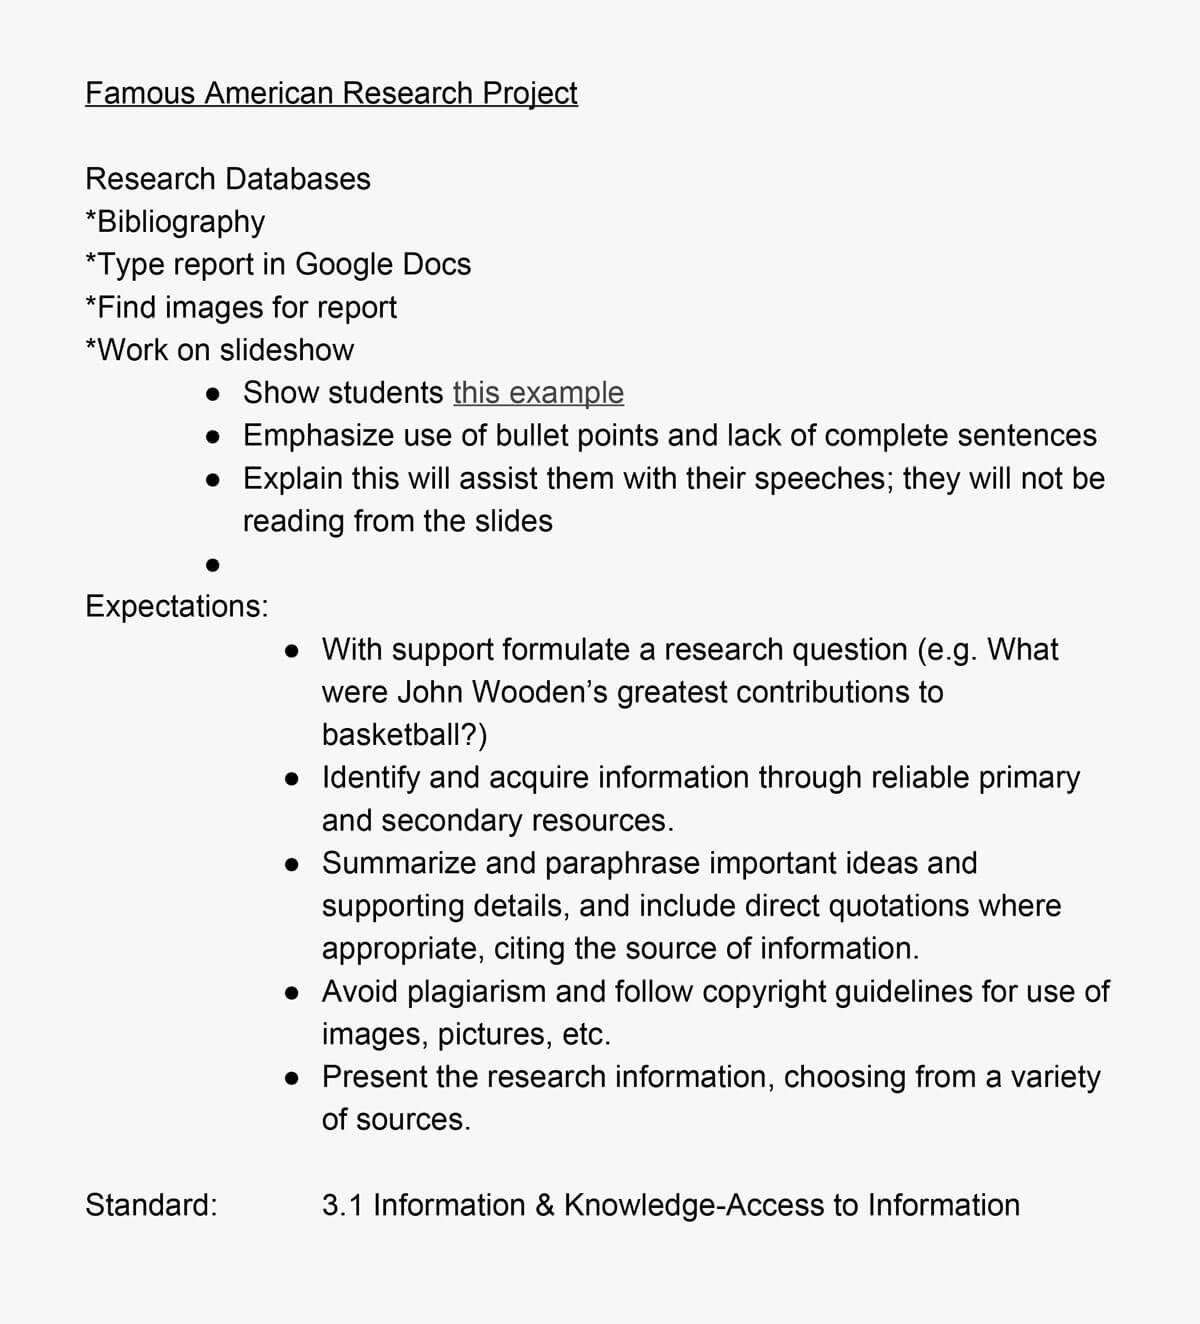 Famous American Research Project
Research Databases
*Bibliography
*Type report in Google Docs
*Find images for report
*Work on slideshow
● Show students this example
● Emphasize use of bullet points and lack of complete sentences
● Explain this will assist them with their speeches; they will not be
reading from the slides
●
Expectations:
● With support formulate a research question (e.g. What
were John Wooden’s greatest contributions to
basketball?)
● Identify and acquire information through reliable primary
and secondary resources.
● Summarize and paraphrase important ideas and
supporting details, and include direct quotations where
appropriate, citing the source of information.
● Avoid plagiarism and follow copyright guidelines for use of
images, pictures, etc.
● Present the research information, choosing from a variety
of sources.
Standard: 3.1 Information & Knowledge-Access to Information